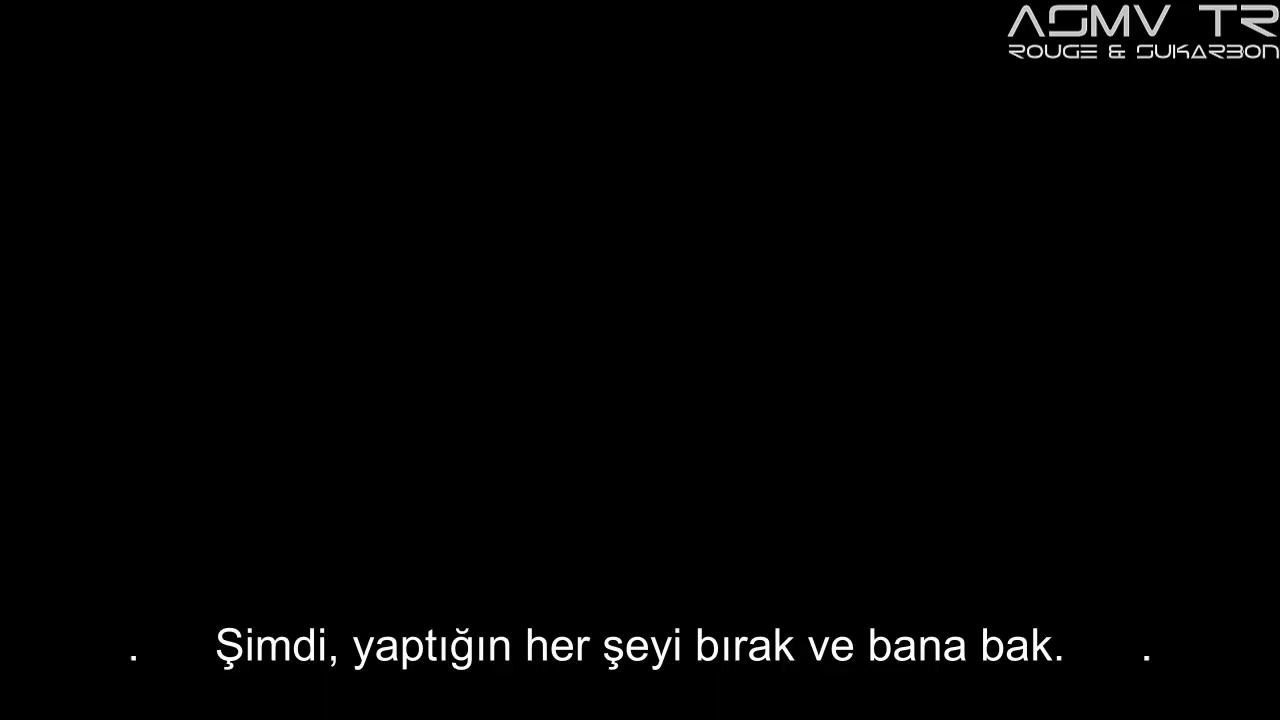 ASMV TR
ROUGE & SUKARBON
. Şimdi, yaptığın her şeyi bırak ve bana bak. .